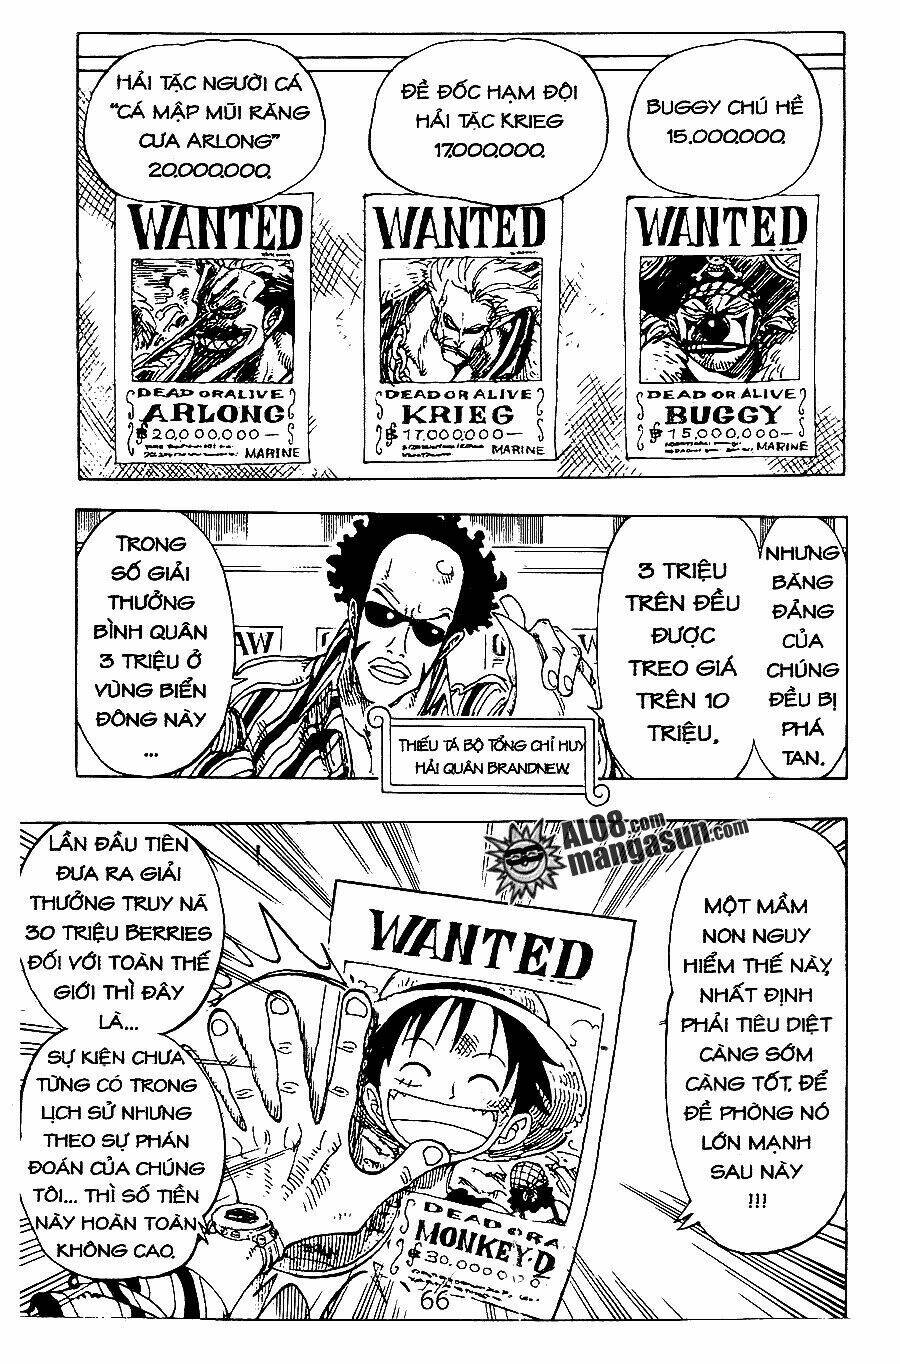 HẢI TẶC NGƯỜI CÁ
"CÁ MẬP MŨI RĂNG
CƯA ARLONG"
20.000.000.
ĐỀ ĐỐC HẠM ĐỘI
HẢI TẶC KRIEG
17.000.000.
BUGGY CHÚ HỀ
15.000.000.
WANTED
DEAD OR ALIVE
ARLONG
20,000,000—
MARINE
WANTED
DEAD OR ALIVE
KRIEG
17,000,000—
MARINE
WANTED
DEAD OR ALIVE
BUGGY
15,000,000—
MARINE
TRONG
SỐ GIẢI
THƯỞNG
BÌNH QUÂN
3 TRIỆU Ở
VÙNG BIỂN
ĐÔNG NÀY
...
THIẾU TÁ BỘ TỔNG CHỈ HUY
HẢI QUÂN BRANDNEW.
3 TRIỆU
TRÊN ĐỀU
ĐƯỢC
TREO GIÁ
TRÊN 10
TRIỆU,
NHƯNG
BĂNG
ĐẢNG
CỦA
CHÚNG
ĐỀU BỊ
PHÁ
TAN.
AL08.com
mangasun.com
LẦN ĐẦU TIÊN
ĐƯA RA GIẢI
THƯỞNG TRUY NÃ
30 TRIỆU BERRIES
ĐỐI VỚI TOÀN THẾ
GIỚI THÌ ĐÂY
LÀ...
SỰ KIỆN CHƯA
TỪNG CÓ TRONG
LỊCH SỬ NHƯNG
THEO SỰ PHÁN
ĐOÁN CỦA CHÚNG
TÔI... THÌ SỐ TIỀN
NÀY HOÀN TOÀN
KHÔNG CAO.
WANTED
DEAD OR A
MONKEY·D
30,000,000
MỘT MẦM
NON NGUY
HIỂM THẾ NÀY,
NHẤT ĐỊNH
PHẢI TIÊU DIỆT
CÀNG SỚM
CÀNG TỐT. ĐỂ
ĐỀ PHÒNG NÓ
LỚN MẠNH
SAU NÀY
!!!
66